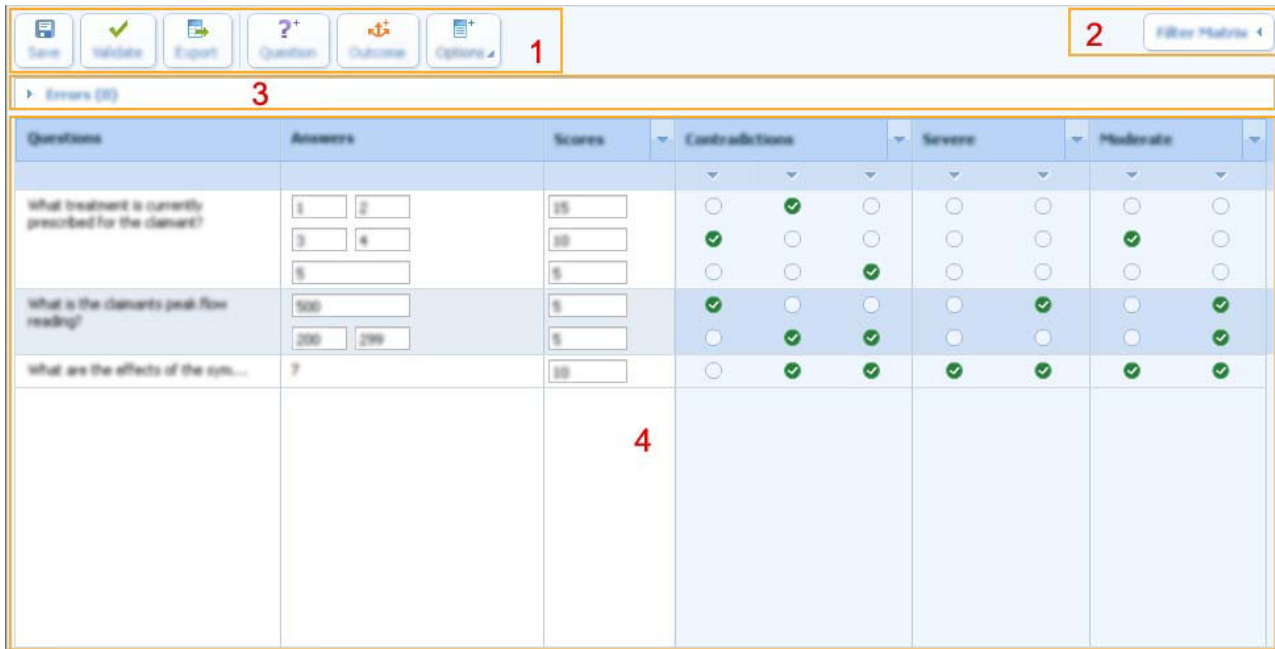 Save Validate Export Question Outcome Options 1
2 Filter Matrix
Errors (0) 3
Questions Answers Scores Contradictions Severe Moderate
What treatment is currently 1 2 15
prescribed for the claimant? 3 4 10
5 5
What is the claimants peak flow 500 5
reading? 200 299 5
What are the effects of the sym.... 7 10
4